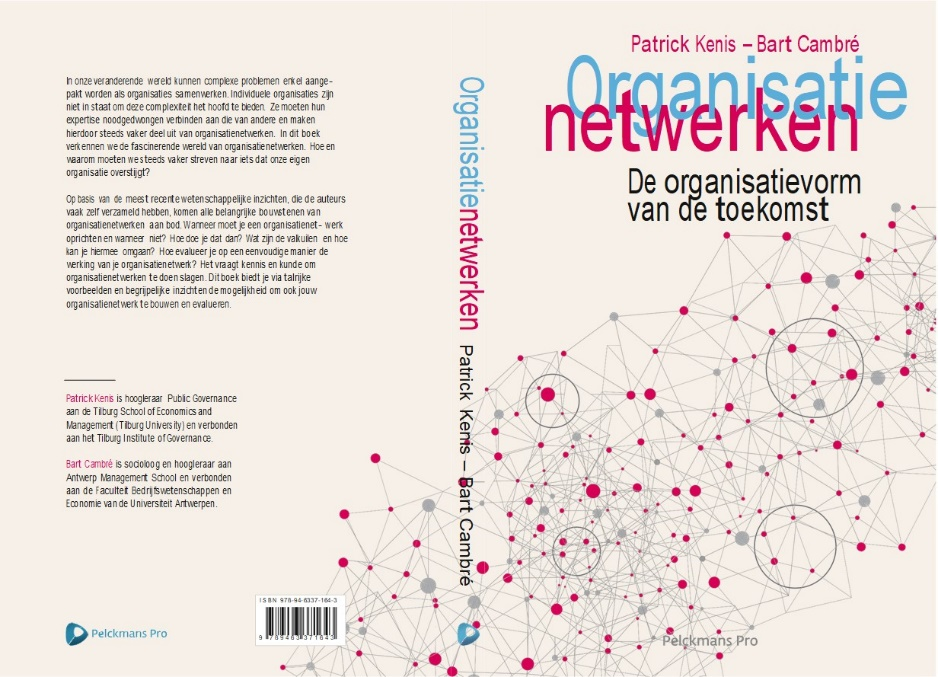 In onze veranderende wereld kunnen complexe problemen enkel aange-
pakt worden als organisaties samenwerken. Individuele organisaties zijn
niet in staat om deze complexiteit het hoofd te bieden. Ze moeten hun
expertise noodgedwongen verbinden aan die van andere en maken
hierdoor steeds vaker deel uit van organisatienetwerken. In dit boek
verkennen we de fascinerende wereld van organisatienetwerken. Hoe en
waarom moeten we steeds vaker streven naar iets dat onze eigen
organisatie overstijgt?
Op basis van de meest recente wetenschappelijke inzichten, die de auteurs
vaak zelf verzameld hebben, komen alle belangrijke bouwstenen van
organisatienetwerken aan bod. Wanneer moet je een organisatienet- werk
oprichten en wanneer niet? Hoe doe je dat dan? Wat zijn de valkuilen en hoe
kan je hiermee omgaan? Hoe evalueer je op een eenvoudige manier de
werking van je organisatienetwerk? Het vraagt kennis en kunde om
organisatienetwerken te doen slagen. Dit boek biedt je via talrijke
voorbeelden en begrijpelijke inzichten de mogelijkheid om ook jouw
organisatienetwerk te bouwen en evalueren.
Patrick Kenis is hoogleraar Public Governance
aan de Tilburg School of Economics and
Management (Tilburg University) en verbonden
aan het Tilburg Institute of Governance.
Bart Cambré is socioloog en hoogleraar aan
Antwerp Management School en verbonden
aan de Faculteit Bedrijfswetenschappen en
Economie van de Universiteit Antwerpen.
ISBN 978-94-6337-184-3
9 789463 371843
Pelckmans Pro
Organisatienetwerken Patrick Kenis – Bart Cambré
Patrick Kenis – Bart Cambré
Organisatie
netwerken
De organisatievorm
van de toekomst
Pelckmans Pro